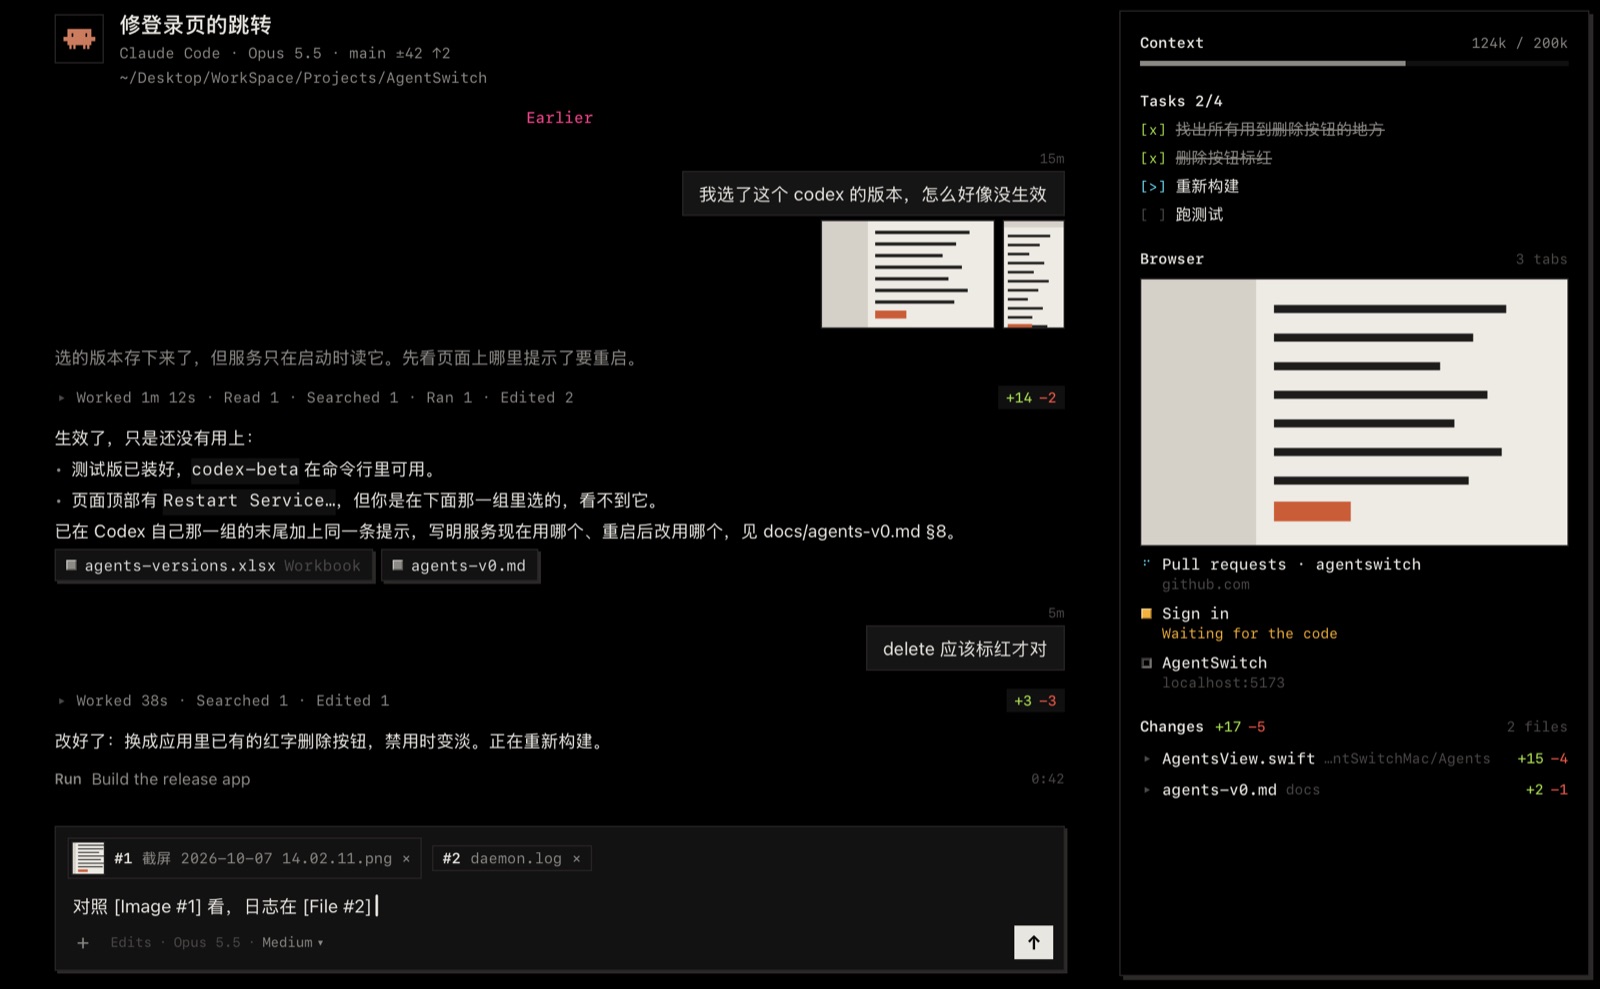 修登录页的跳转
Claude Code · Opus 5.5 · main ±42 ↑2
~/Desktop/WorkSpace/Projects/AgentSwitch
Earlier
15m
我选了这个 codex 的版本，怎么好像没生效
选的版本存下来了，但服务只在启动时读它。先看页面上哪里提示了要重启。
▸ Worked 1m 12s · Read 1 · Searched 1 · Ran 1 · Edited 2 +14 −2
生效了，只是还没有用上：
· 测试版已装好，codex-beta 在命令行里可用。
· 页面顶部有 Restart Service…，但你是在下面那一组里选的，看不到它。
已在 Codex 自己那一组的末尾加上同一条提示，写明服务现在用哪个、重启后改用哪个，见 docs/agents-v0.md §8。
agents-versions.xlsx Workbook agents-v0.md
5m
delete 应该标红才对
▸ Worked 38s · Searched 1 · Edited 1 +3 −3
改好了：换成应用里已有的红字删除按钮，禁用时变淡。正在重新构建。
Run Build the release app 0:42
#1 截屏 2026-10-07 14.02.11.png × #2 daemon.log ×
对照 [Image #1] 看，日志在 [File #2]
+ Edits · Opus 5.5 · Medium ▾ ↑
Context 124k / 200k
Tasks 2/4
[x] 找出所有用到删除按钮的地方
[x] 删除按钮标红
[>] 重新构建
[ ] 跑测试
Browser 3 tabs
Pull requests · agentswitch
github.com
Sign in
Waiting for the code
AgentSwitch
localhost:5173
Changes +17 −5 2 files
▸ AgentsView.swift …ntSwitchMac/Agents +15 −4
▸ agents-v0.md docs +2 −1